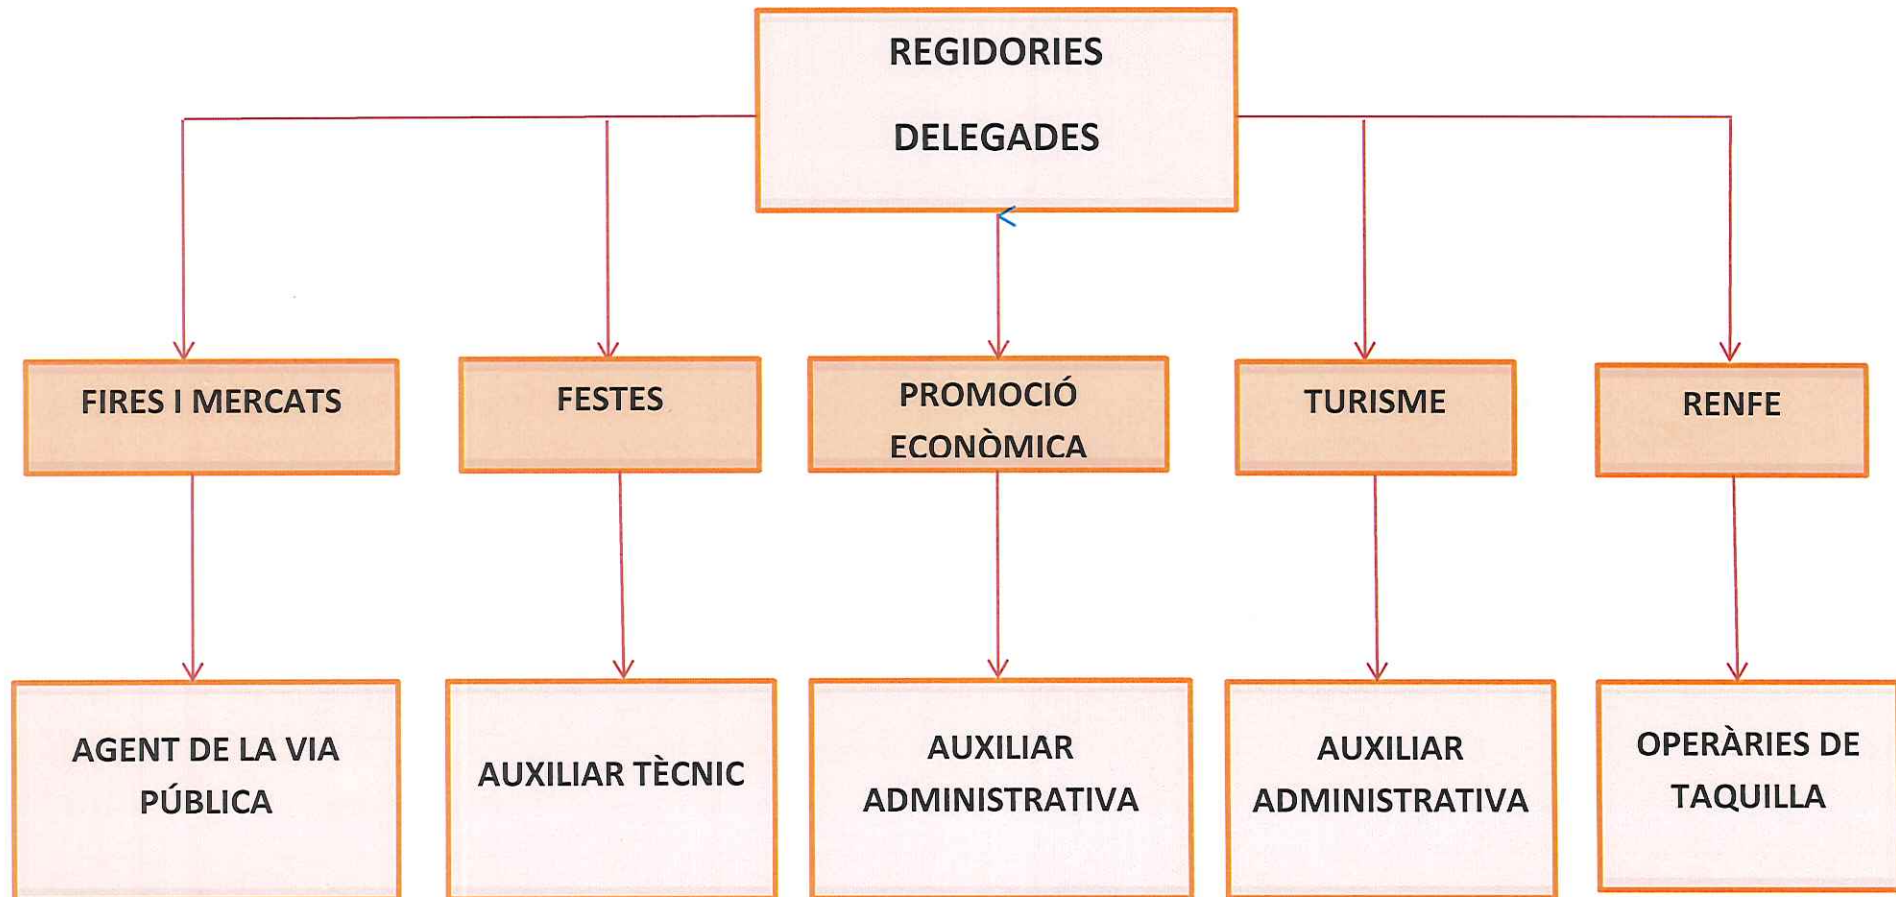 REGIDORIES
DELEGADES
FIRES I MERCATS
FESTES
PROMOCIÓ
ECONÒMICA
TURISME
RENFE
AGENT DE LA VIA
PÚBLICA
AUXILIAR TÈCNIC
AUXILIAR
ADMINISTRATIVA
AUXILIAR
ADMINISTRATIVA
OPERÀRIES DE
TAQUILLA